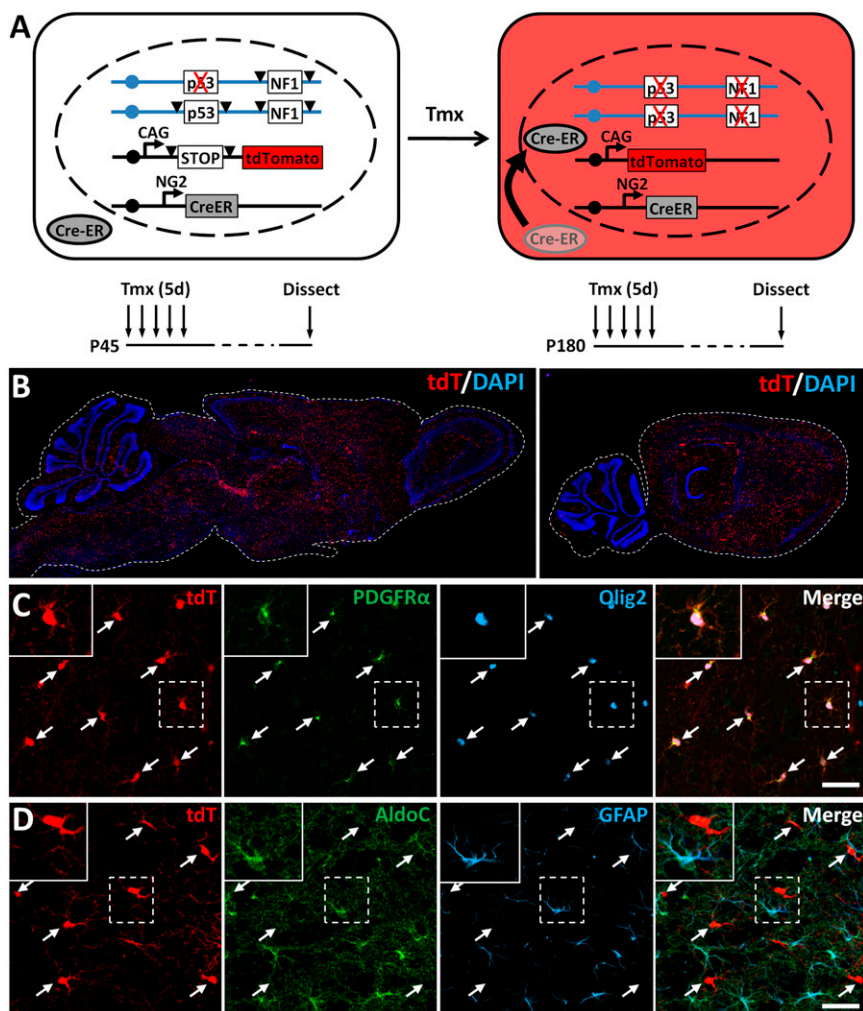 A
p53 NF1
p53 NF1
CAG
STOP tdTomato
NG2
CreER
Cre-ER
Tmx
p53 NF1
p53 NF1
Cre-ER CAG
tdTomato
NG2
CreER
Cre-ER
Tmx (5d) Dissect
P45
Tmx (5d) Dissect
P180
B tdT/DAPI tdT/DAPI
C tdT PDGFRα Olig2 Merge
D tdT AldoC GFAP Merge